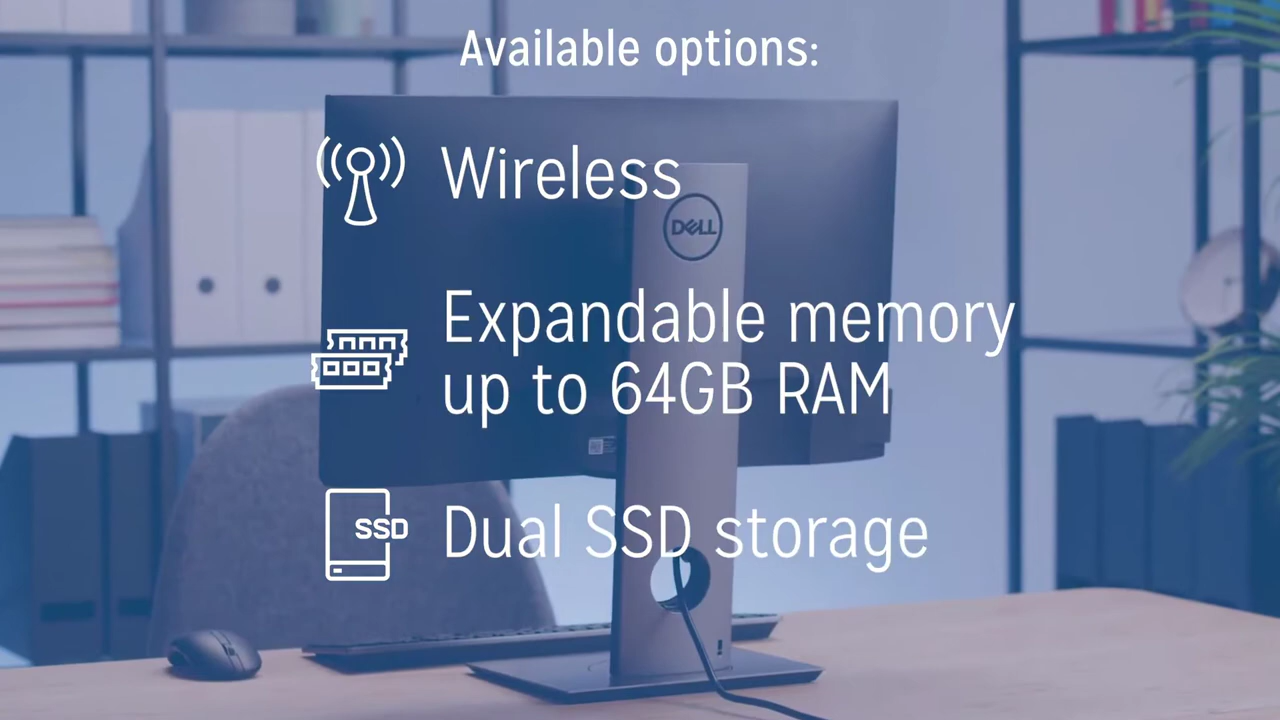 Available options:
Wireless
DELL
Expandable memory
up to 64GB RAM
SSD
Dual SSD storage